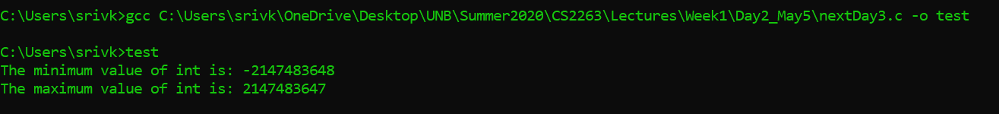 C:\Users\srivk>gcc C:\Users\srivk\OneDrive\Desktop\UNB\Summer2020\CS2263\Lectures\Week1\Day2_May5\nextDay3.c -o test
C:\Users\srivk>test
The minimum value of int is: -2147483648
The maximum value of int is: 2147483647